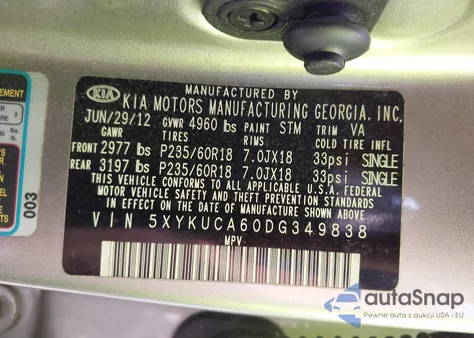 MANUFACTURED BY
KIA KIA MOTORS MANUFACTURING GEORGIA, INC.
JUN/29/12 GVWR 4960 lbs PAINT STM TRIM VA
GAWR TIRES RIMS COLD TIRE INFL
FRONT 2977 lbs P235/60R18 7.0JX18 33psi SINGLE
REAR 3197 lbs P235/60R18 7.0JX18 33psi SINGLE
THIS VEHICLE CONFORMS TO ALL APPLICABLE U.S.A. FEDERAL
MOTOR VEHICLE SAFETY AND THEFT PREVENTION STANDARDS
IN EFFECT ON THE DATE OF MANUFACTURE SHOWN ABOVE.
VIN 5XYKUCA60DG349838
MPV
003
autaSnap
Pewne auta z aukcji USA i EU